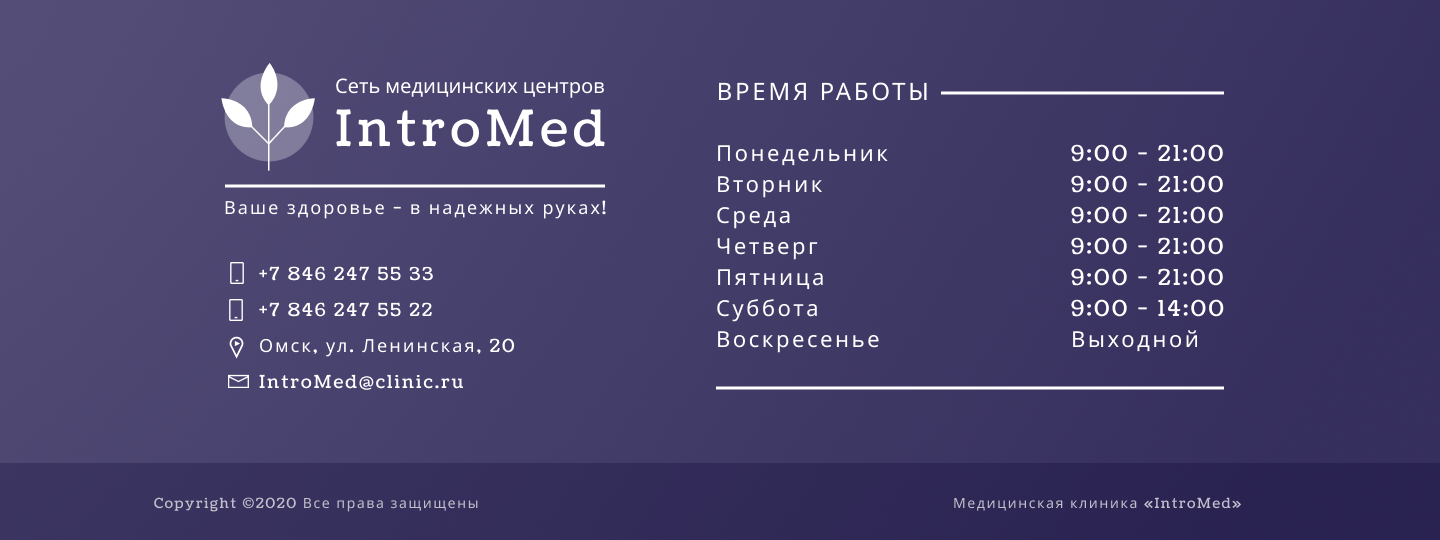 Сеть медицинских центров
IntroMed
Ваше здоровье - в надежных руках!
+7 846 247 55 33
+7 846 247 55 22
Омск, ул. Ленинская, 20
IntroMed@clinic.ru
ВРЕМЯ РАБОТЫ
Понедельник 9:00 - 21:00
Вторник 9:00 - 21:00
Среда 9:00 - 21:00
Четверг 9:00 - 21:00
Пятница 9:00 - 21:00
Суббота 9:00 - 14:00
Воскресенье Выходной
Copyright ©2020 Все права защищены
Медицинская клиника «IntroMed»